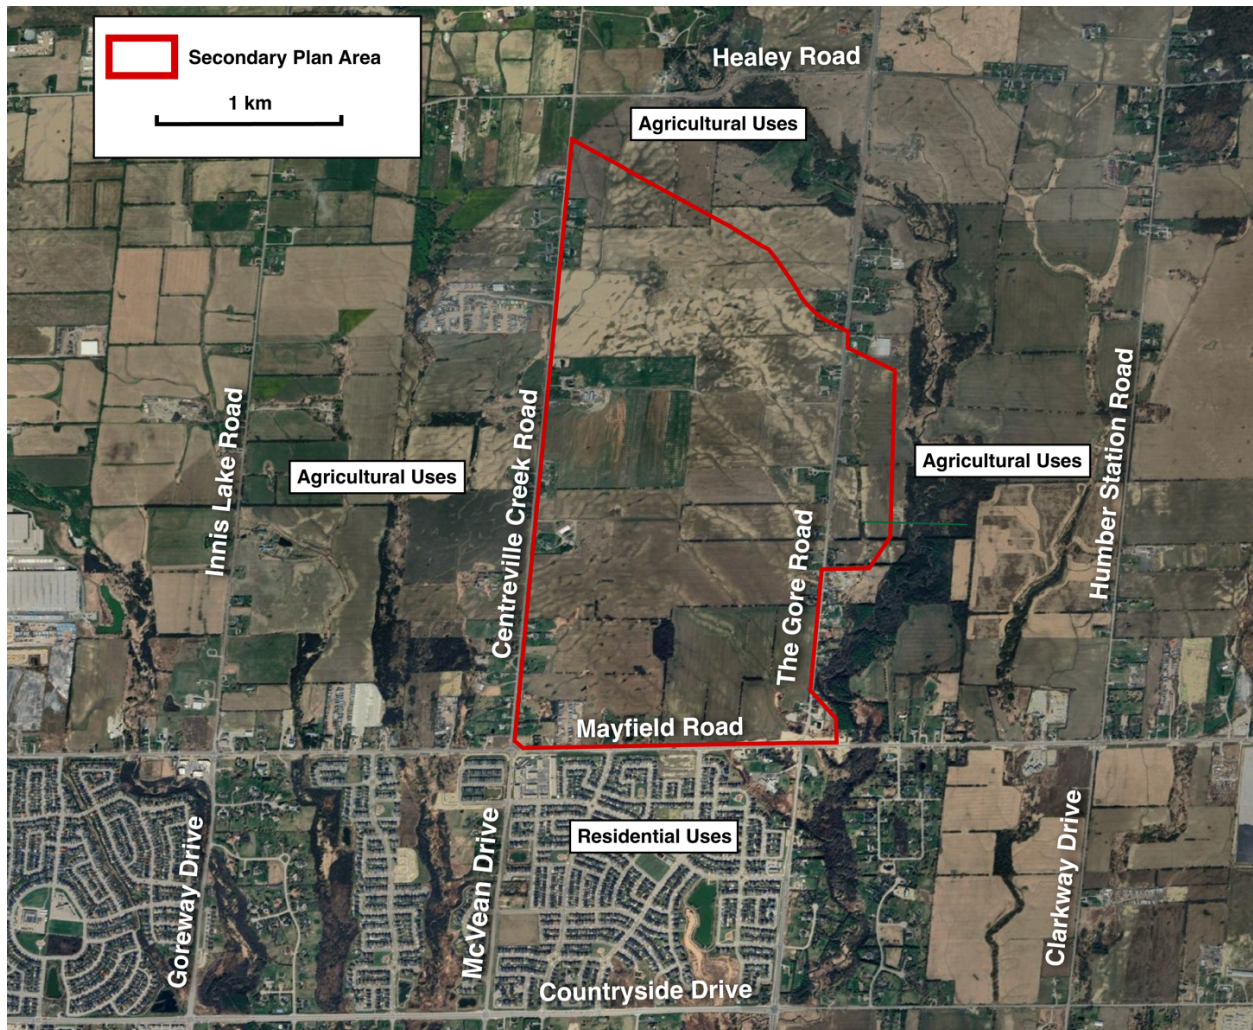 Secondary Plan Area
1 km
Healey Road
Agricultural Uses
Innis Lake Road
Agricultural Uses
Centreville Creek Road
The Gore Road
Agricultural Uses
Humber Station Road
Mayfield Road
Goreway Drive
McVean Drive
Residential Uses
Clarkway Drive
Countryside Drive